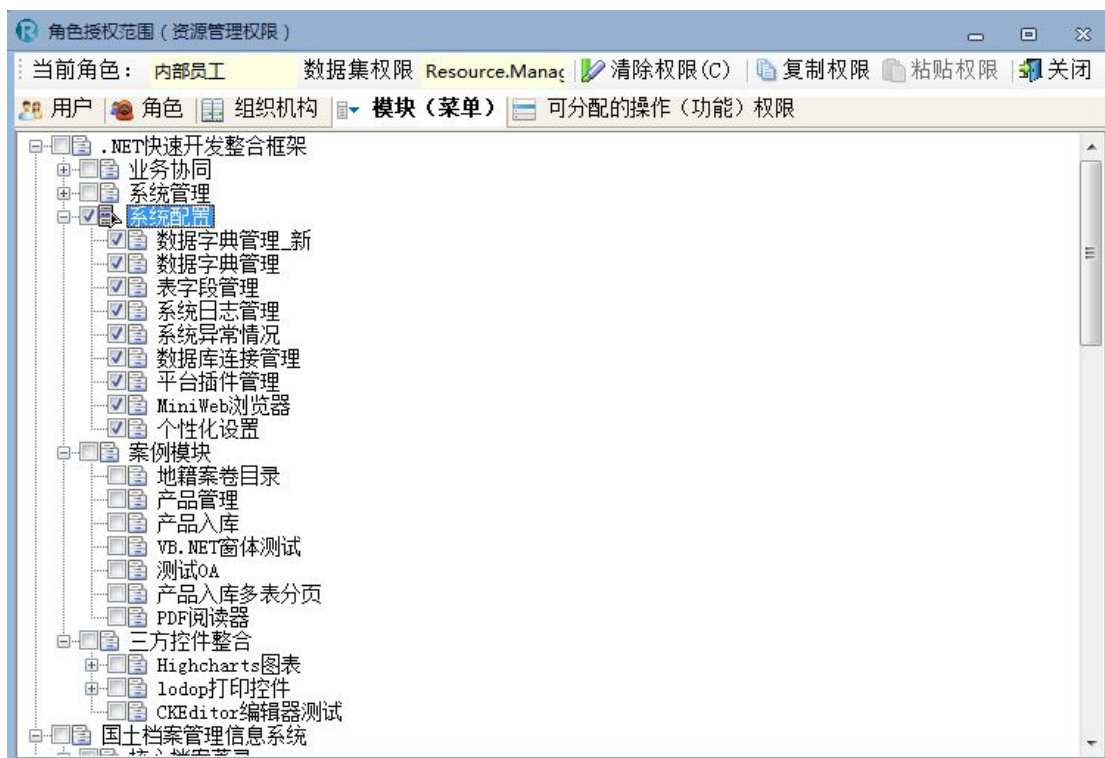 角色授权范围(资源管理权限)
当前角色: 内部员工 数据集权限 Resource.Manag 清除权限(C) 复制权限 粘贴权限 关闭
用户 角色 组织机构 模块(菜单) 可分配的操作(功能)权限
.NET快速开发整合框架
业务协同
系统管理
系统配置
数据字典管理_新
数据字典管理
表字段管理
系统日志管理
系统异常情况
数据库连接管理
平台插件管理
MiniWeb浏览器
个性化设置
案例模块
地籍案卷目录
产品管理
产品入库
VB.NET窗体测试
测试OA
产品入库多表分页
PDF阅读器
三方控件整合
Highcharts图表
lodop打印控件
CKEditor编辑器测试
国土档案管理信息系统